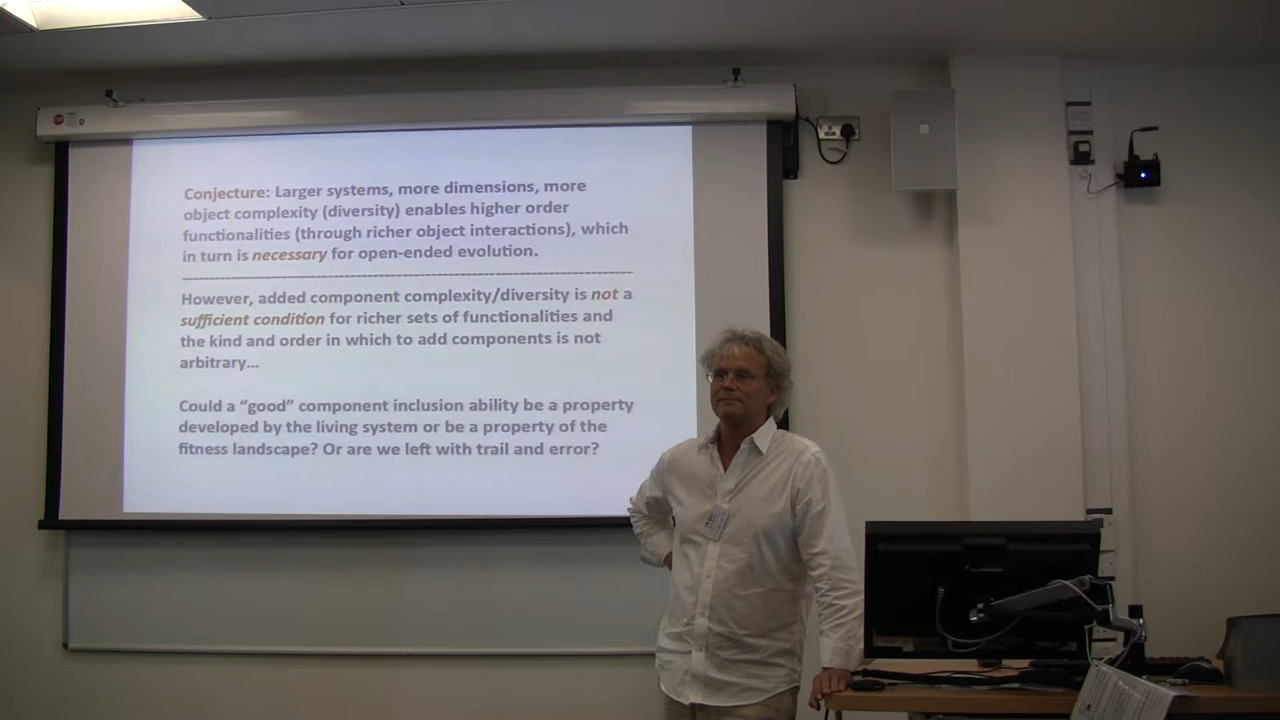 Conjecture: Larger systems, more dimensions, more
object complexity (diversity) enables higher order
functionalities (through richer object interactions), which
in turn is necessary for open-ended evolution.
However, added component complexity/diversity is not a
sufficient condition for richer sets of functionalities and
the kind and order in which to add components is not
arbitrary...
Could a “good” component inclusion ability be a property
developed by the living system or be a property of the
fitness landscape? Or are we left with trail and error?